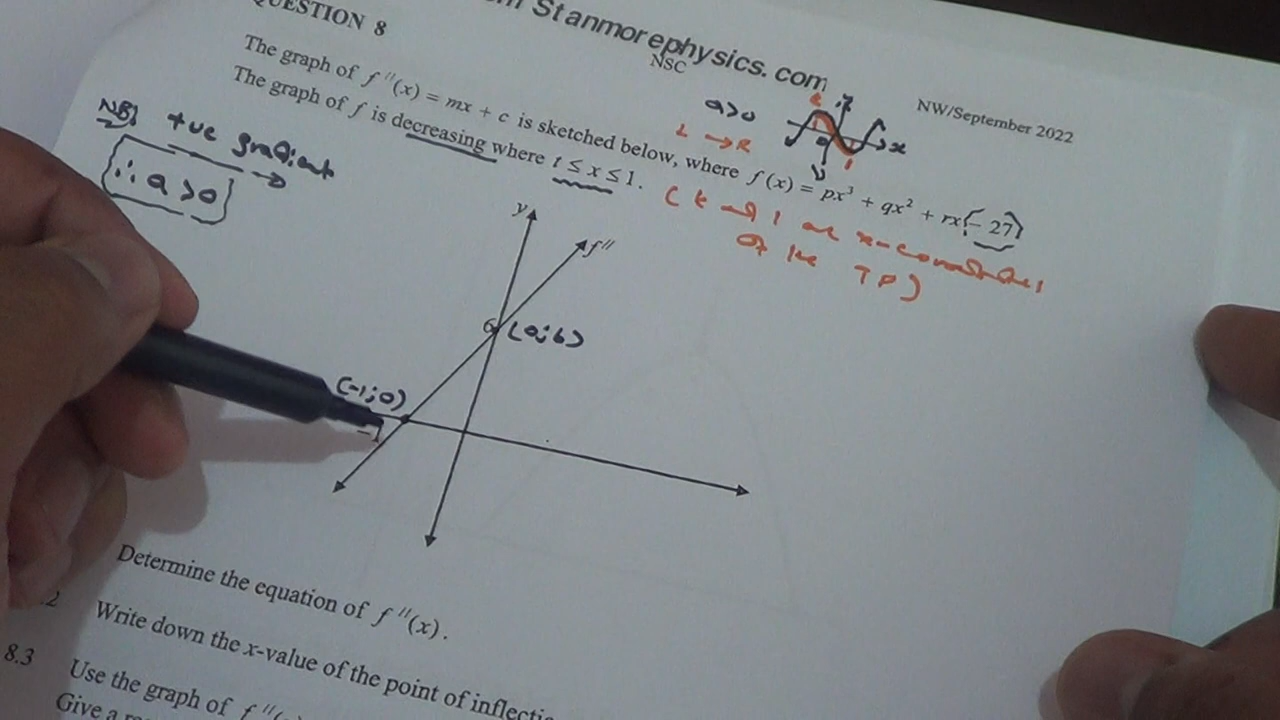 m Stanmorephysics.com
QUESTION 8
NSC
NW/September 2022
The graph of f ''(x) = mx + c is sketched below, where f(x) = px³ + qx² + rx - 27
The graph of f is decreasing where t ≤ x ≤ 1.
NB!
+ve gradient
∴ a > 0
a>0
L → R
x
(t and 1 are x-coordinates
of the TP)
y
f''
6
(0;6)
(-1;0)
-1
Determine the equation of f ''(x).
.2 Write down the x-value of the point of inflecti
8.3 Use the graph of f ''(
Give a